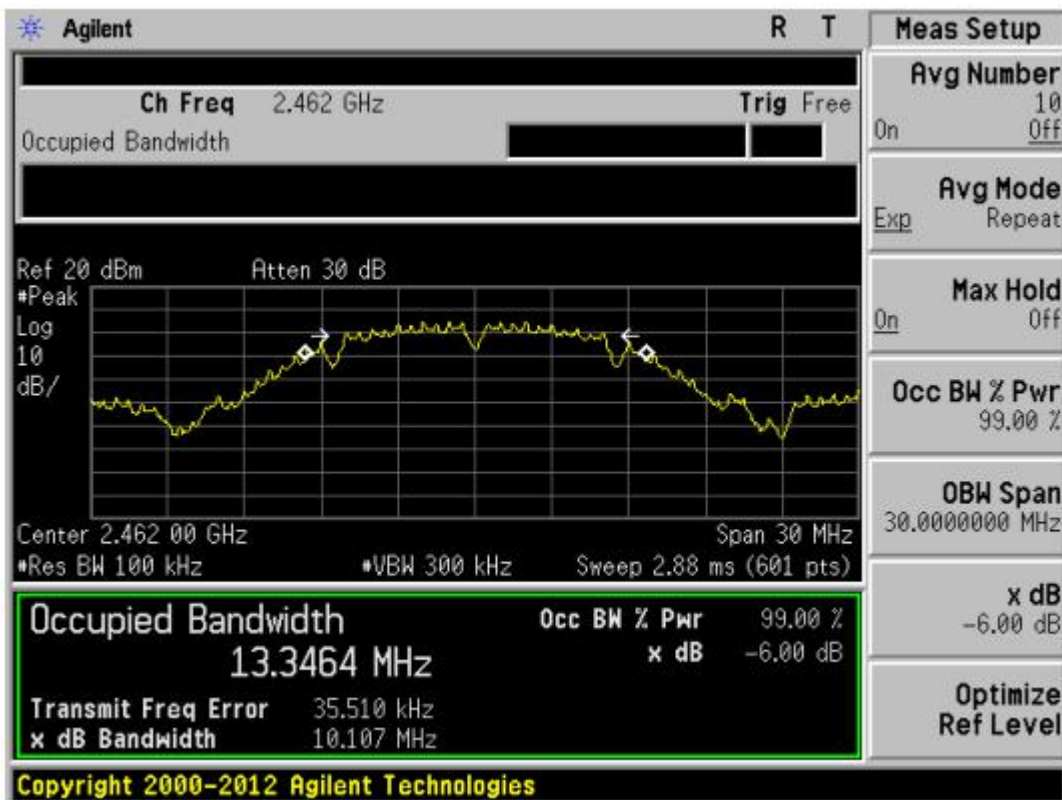 Agilent R T
Ch Freq 2.462 GHz Trig Free
Occupied Bandwidth
Ref 20 dBm Atten 30 dB
#Peak
Log
10
dB/
Center 2.462 00 GHz Span 30 MHz
#Res BW 100 kHz #VBW 300 kHz Sweep 2.88 ms (601 pts)
Occupied Bandwidth Occ BW % Pwr 99.00 %
13.3464 MHz x dB -6.00 dB
Transmit Freq Error 35.510 kHz
x dB Bandwidth 10.107 MHz
Copyright 2000-2012 Agilent Technologies
Meas Setup
Avg Number
10
On Off
Avg Mode
Exp Repeat
Max Hold
On Off
Occ BW % Pwr
99.00 %
OBW Span
30.0000000 MHz
x dB
-6.00 dB
Optimize
Ref Level